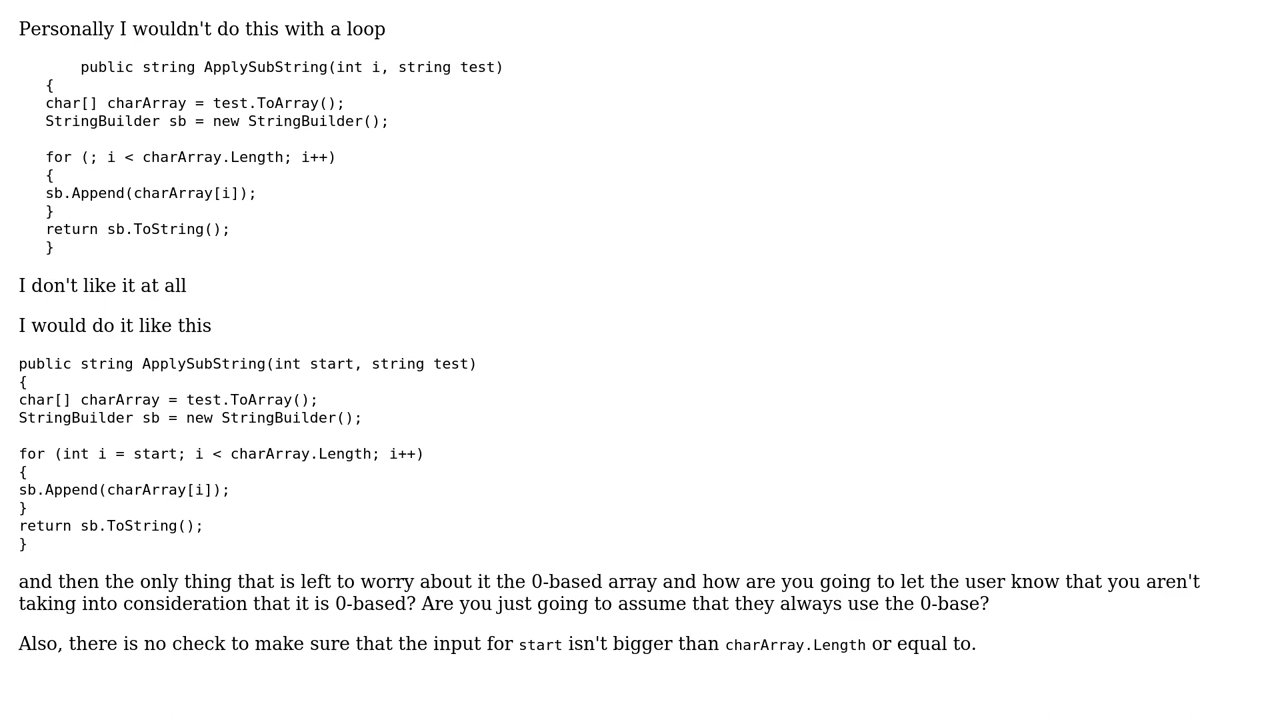 Personally I wouldn't do this with a loop
public string ApplySubString(int i, string test)
{
char[] charArray = test.ToArray();
StringBuilder sb = new StringBuilder();
for (; i < charArray.Length; i++)
{
sb.Append(charArray[i]);
}
return sb.ToString();
}
I don't like it at all
I would do it like this
public string ApplySubString(int start, string test)
{
char[] charArray = test.ToArray();
StringBuilder sb = new StringBuilder();
for (int i = start; i < charArray.Length; i++)
{
sb.Append(charArray[i]);
}
return sb.ToString();
}
and then the only thing that is left to worry about it the 0-based array and how are you going to let the user know that you aren't
taking into consideration that it is 0-based? Are you just going to assume that they always use the 0-base?
Also, there is no check to make sure that the input for start isn't bigger than charArray.Length or equal to.